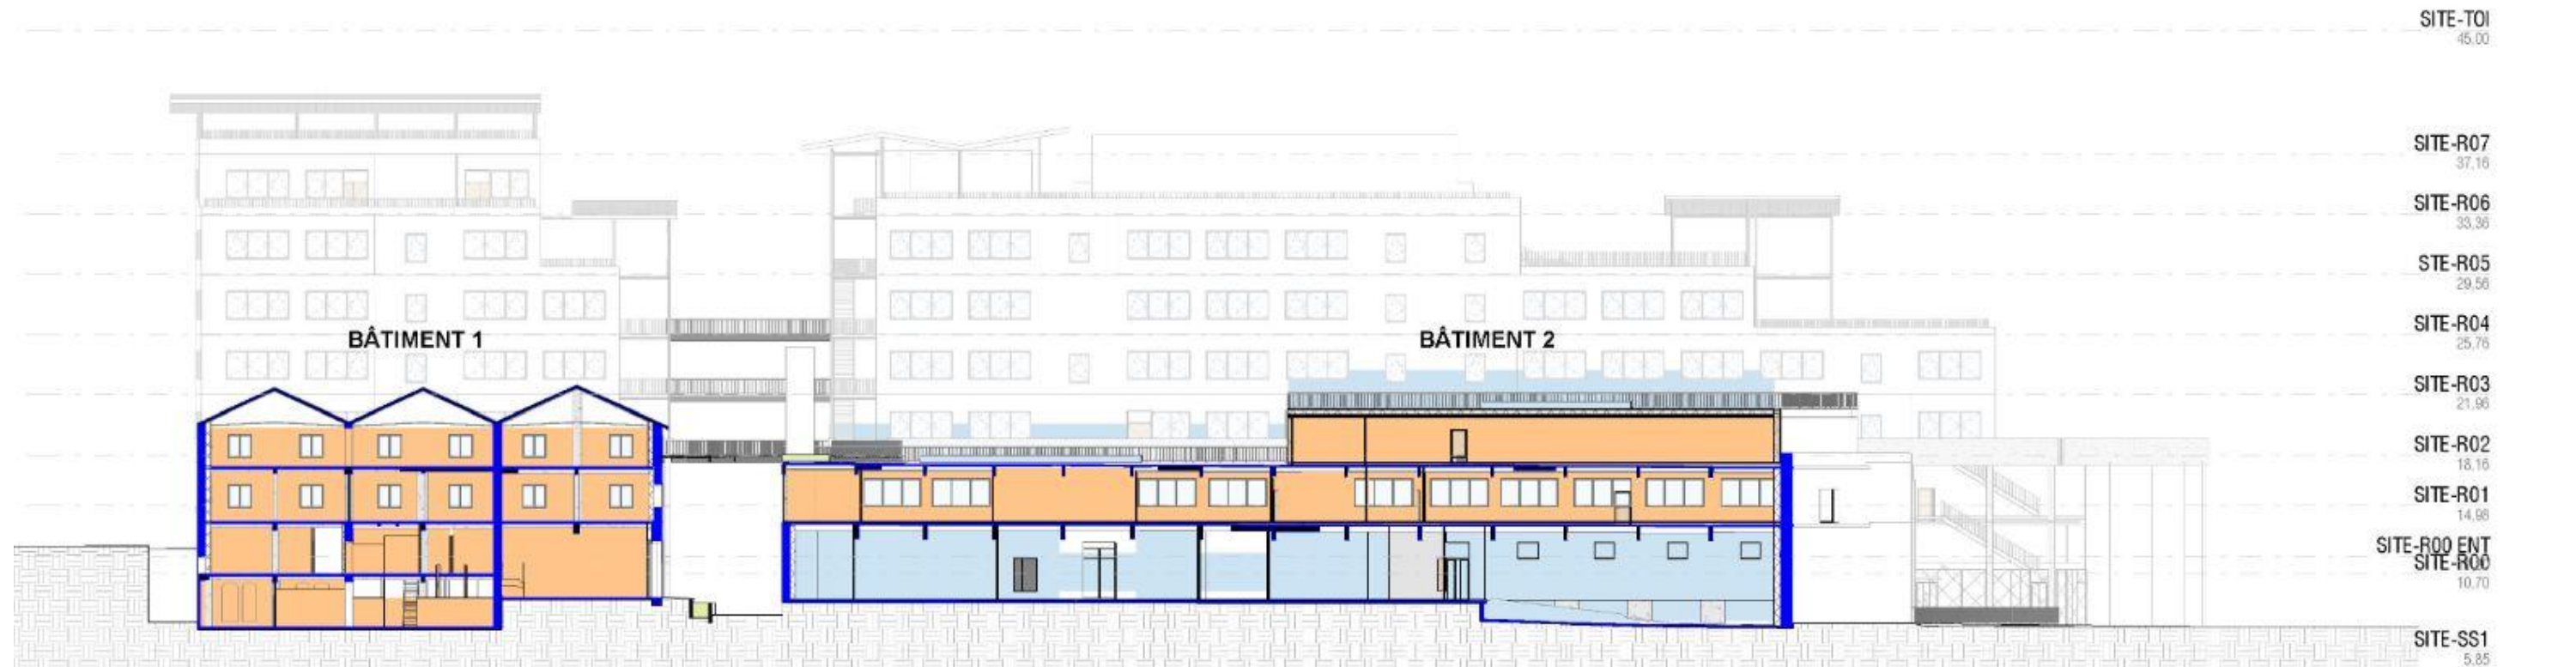 SITE-TOI
45.00
SITE-R07
37.16
SITE-R06
33.36
STE-R05
29.56
BÂTIMENT 1
BÂTIMENT 2
SITE-R04
25.76
SITE-R03
21.96
SITE-R02
18.16
SITE-R01
14.98
SITE-R00 ENT
SITE-R00
10.70
SITE-SS1
5.85